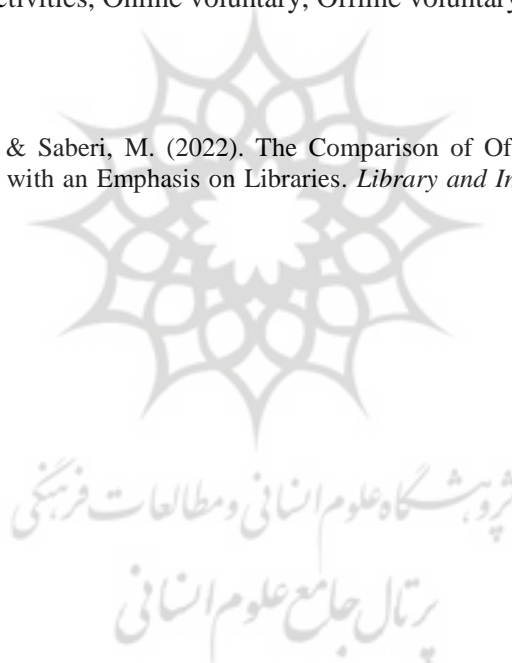 ctivities, Online voluntary, Offline voluntary
& Saberi, M. (2022). The Comparison of Of
with an Emphasis on Libraries. Library and In
پژوهشگاه علوم انسانی و مطالعات فرهنگی
پرتال جامع علوم انسانی